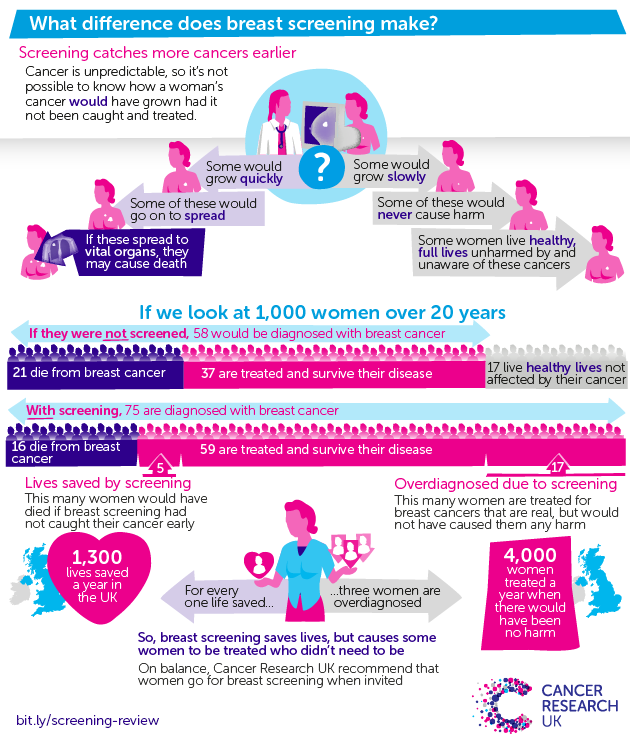 What difference does breast screening make?
Screening catches more cancers earlier
Cancer is unpredictable, so it's not
possible to know how a woman's
cancer would have grown had it
not been caught and treated.
?
Some would
grow quickly
Some would
grow slowly
Some of these would
go on to spread
Some of these would
never cause harm
If these spread to
vital organs, they
may cause death
Some women live healthy,
full lives unharmed by and
unaware of these cancers
If we look at 1,000 women over 20 years
If they were not screened, 58 would be diagnosed with breast cancer
21 die from breast cancer
37 are treated and survive their disease
17 live healthy lives not
affected by their cancer
With screening, 75 are diagnosed with breast cancer
16 die from breast
cancer
5
59 are treated and survive their disease
17
Lives saved by screening
This many women would have
died if breast screening had
not caught their cancer early
Overdiagnosed due to screening
This many women are treated for
breast cancers that are real, but would
not have caused them any harm
1,300
lives saved
a year in
the UK
For every
one life saved...
...three women are
overdiagnosed
4,000
women
treated a
year when
there would
have been
no harm
So, breast screening saves lives, but causes some
women to be treated who didn't need to be
On balance, Cancer Research UK recommend that
women go for breast screening when invited
bit.ly/screening-review
CANCER
RESEARCH
UK